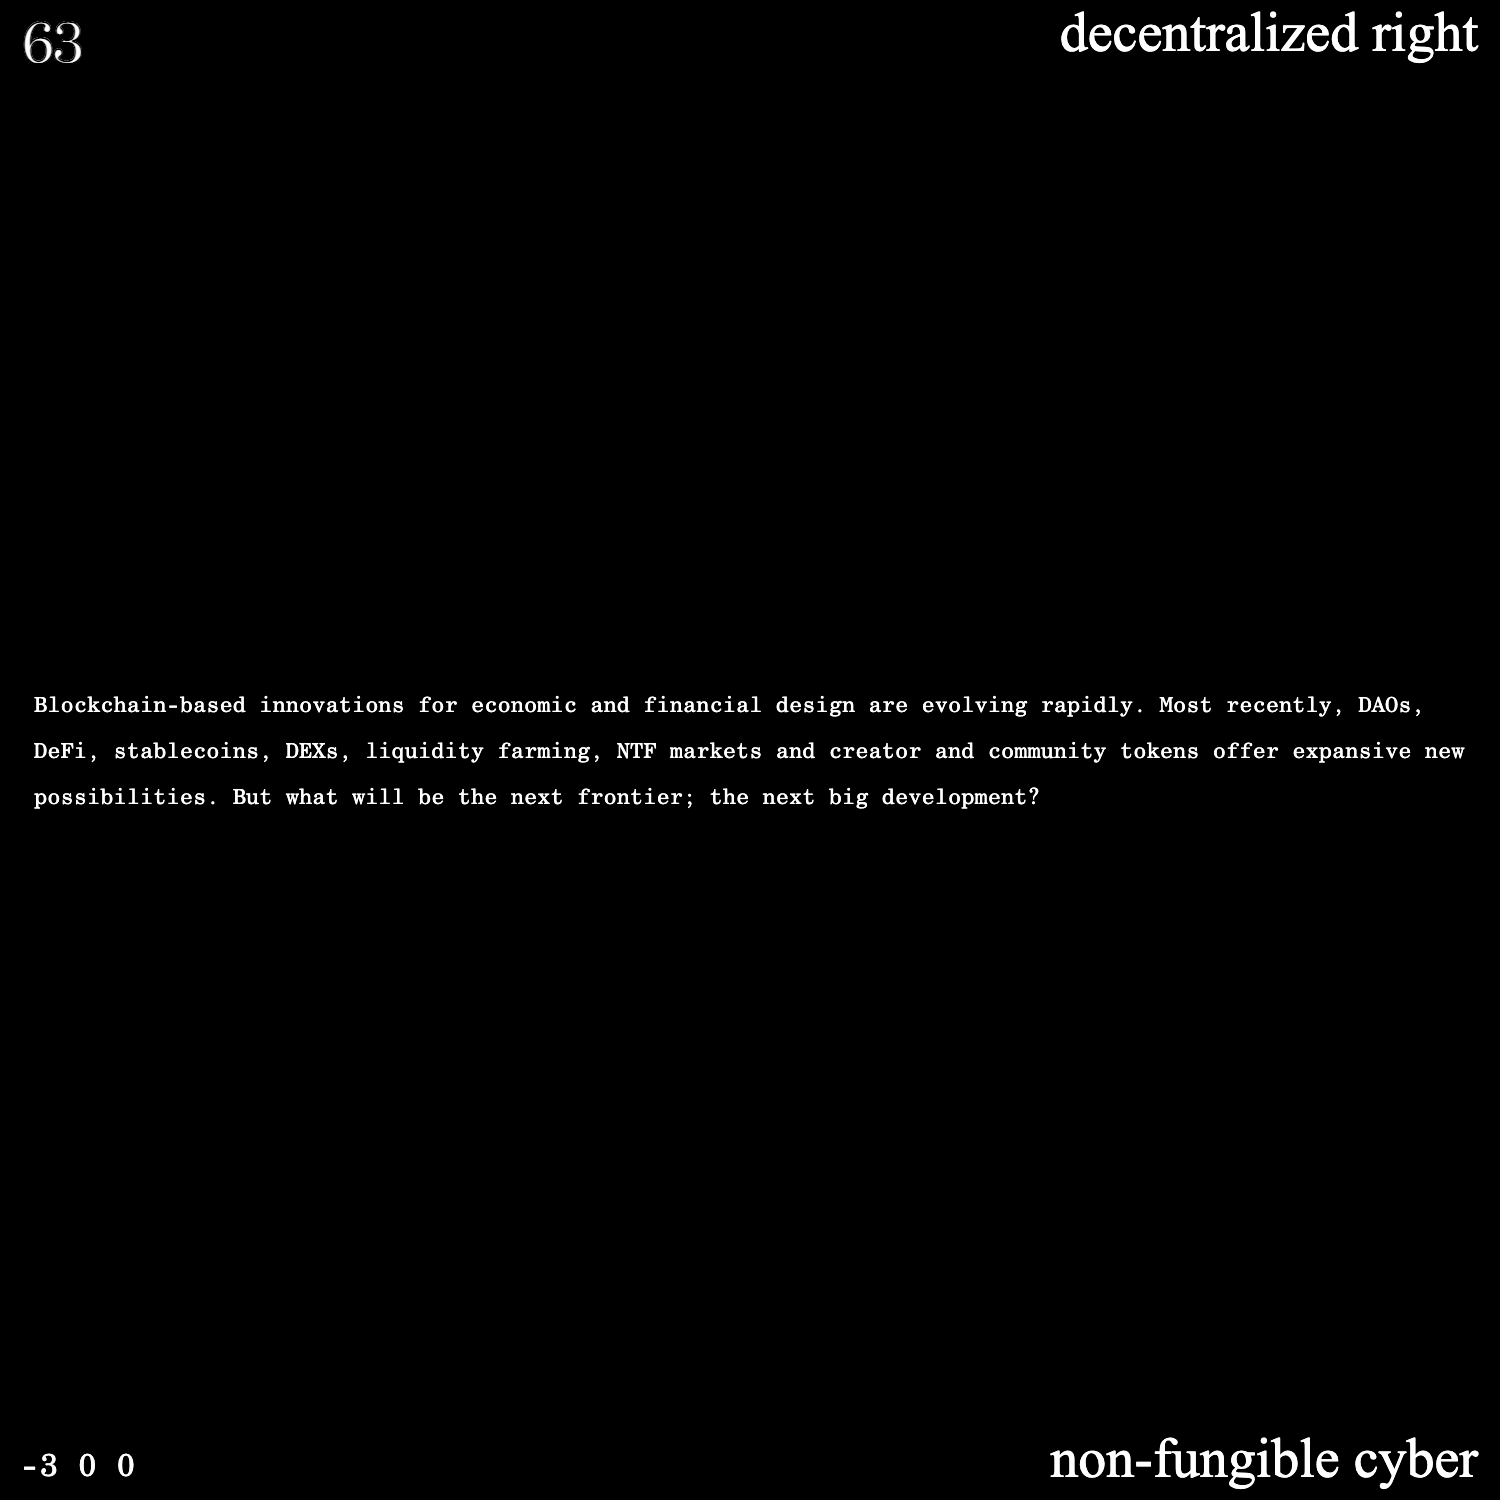 63
decentralized right
Blockchain-based innovations for economic and financial design are evolving rapidly. Most recently, DAOs,
DeFi, stablecoins, DEXs, liquidity farming, NTF markets and creator and community tokens offer expansive new
possibilities. But what will be the next frontier; the next big development?
-3 0 0
non-fungible cyber